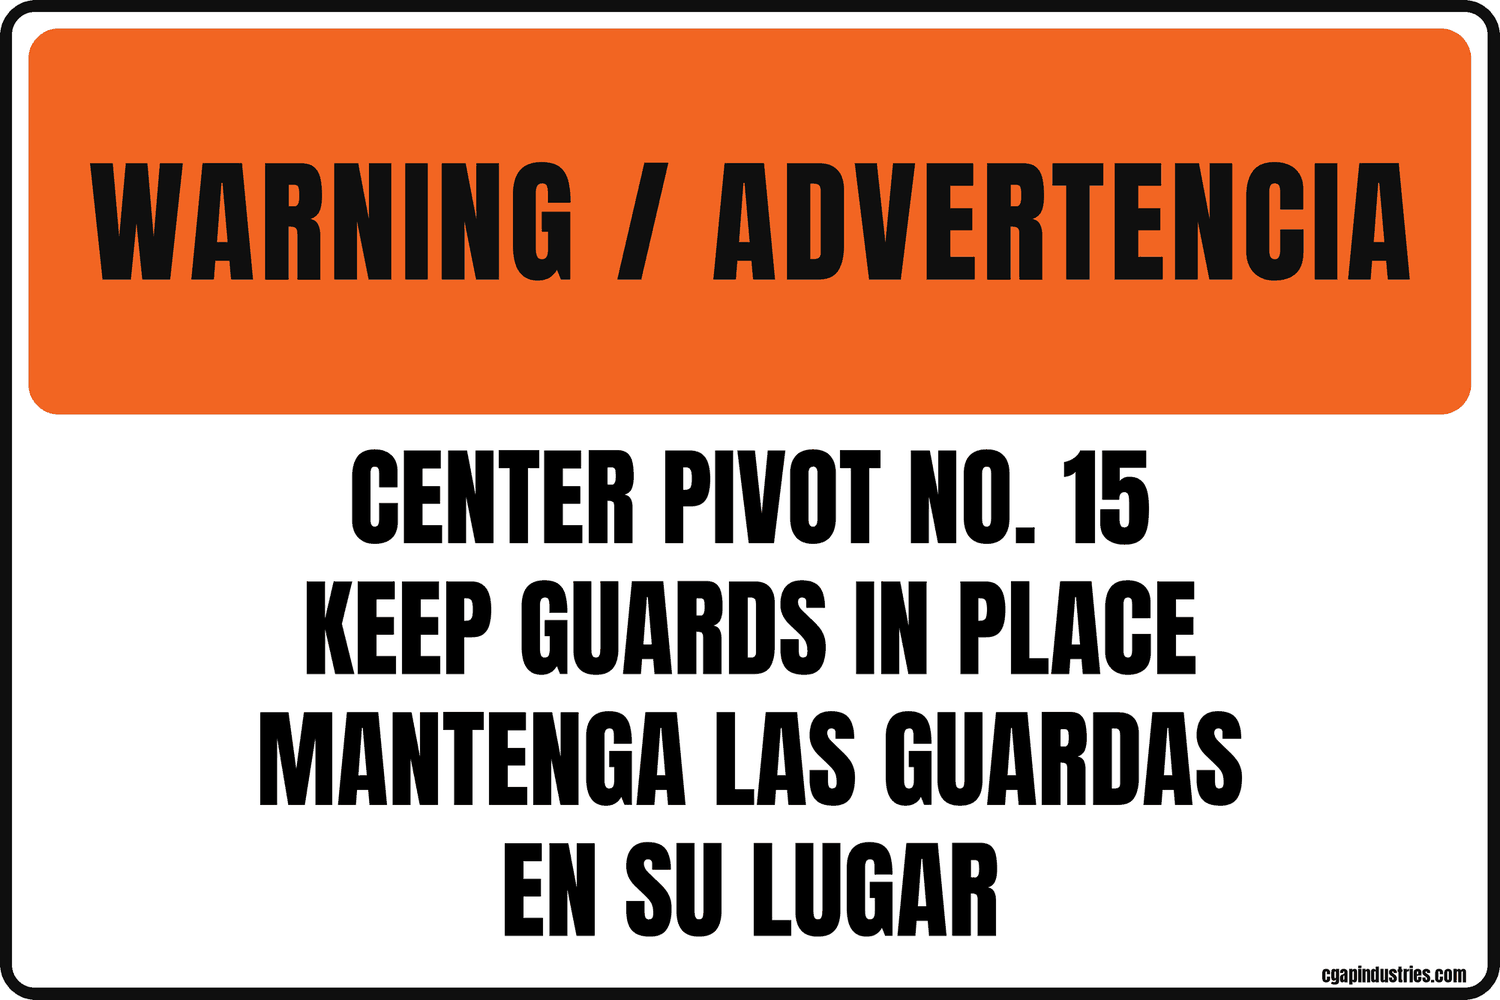 WARNING / ADVERTENCIA
CENTER PIVOT NO. 15
KEEP GUARDS IN PLACE
MANTENGA LAS GUARDAS
EN SU LUGAR
cgapindustries.com